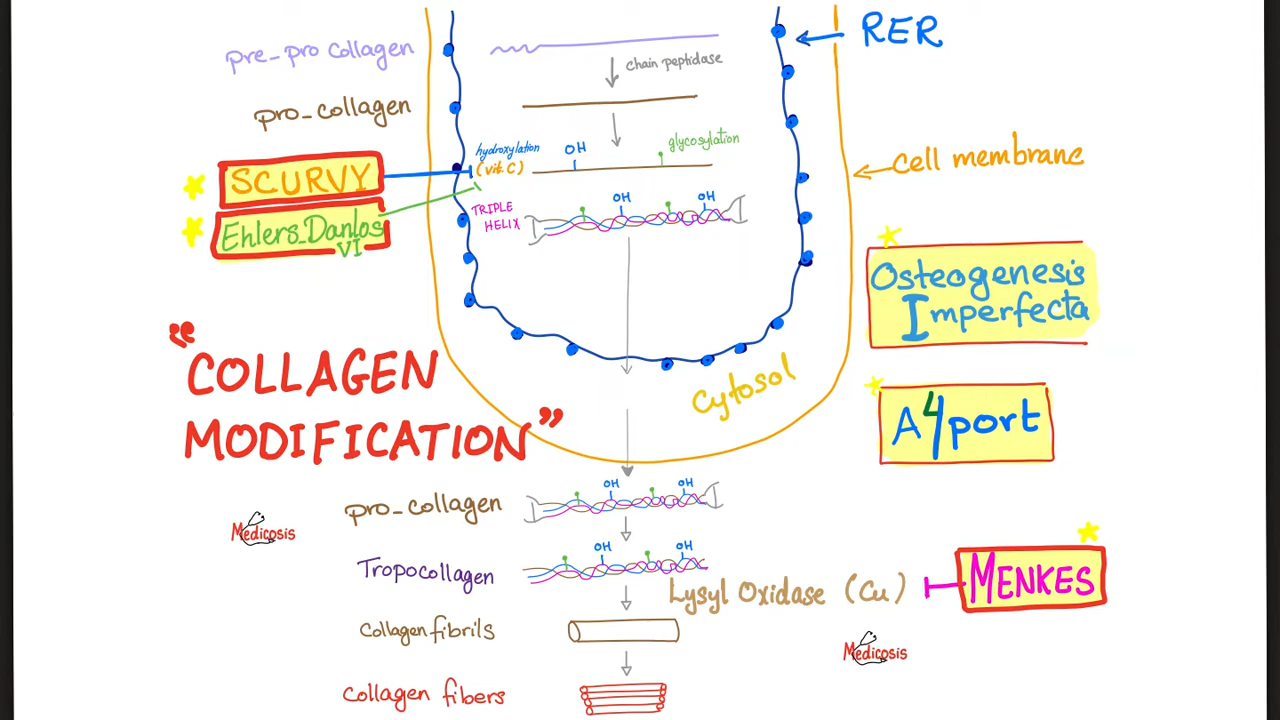 pre-pro collagen
chain peptidase
RER
pro-collagen
hydroxylation
(vit. C)
OH
glycosylation
cell membrane
SCURVY
Ehlers-Danlos
VI
TRIPLE
HELIX
OH
OH
Osteogenesis
Imperfecta
"COLLAGEN
MODIFICATION"
Cytosol
A4port
pro-collagen
OH
OH
Medicosis
Tropocollagen
OH
OH
Lysyl Oxidase (Cu)
MENKES
Collagen fibrils
Medicosis
Collagen fibers